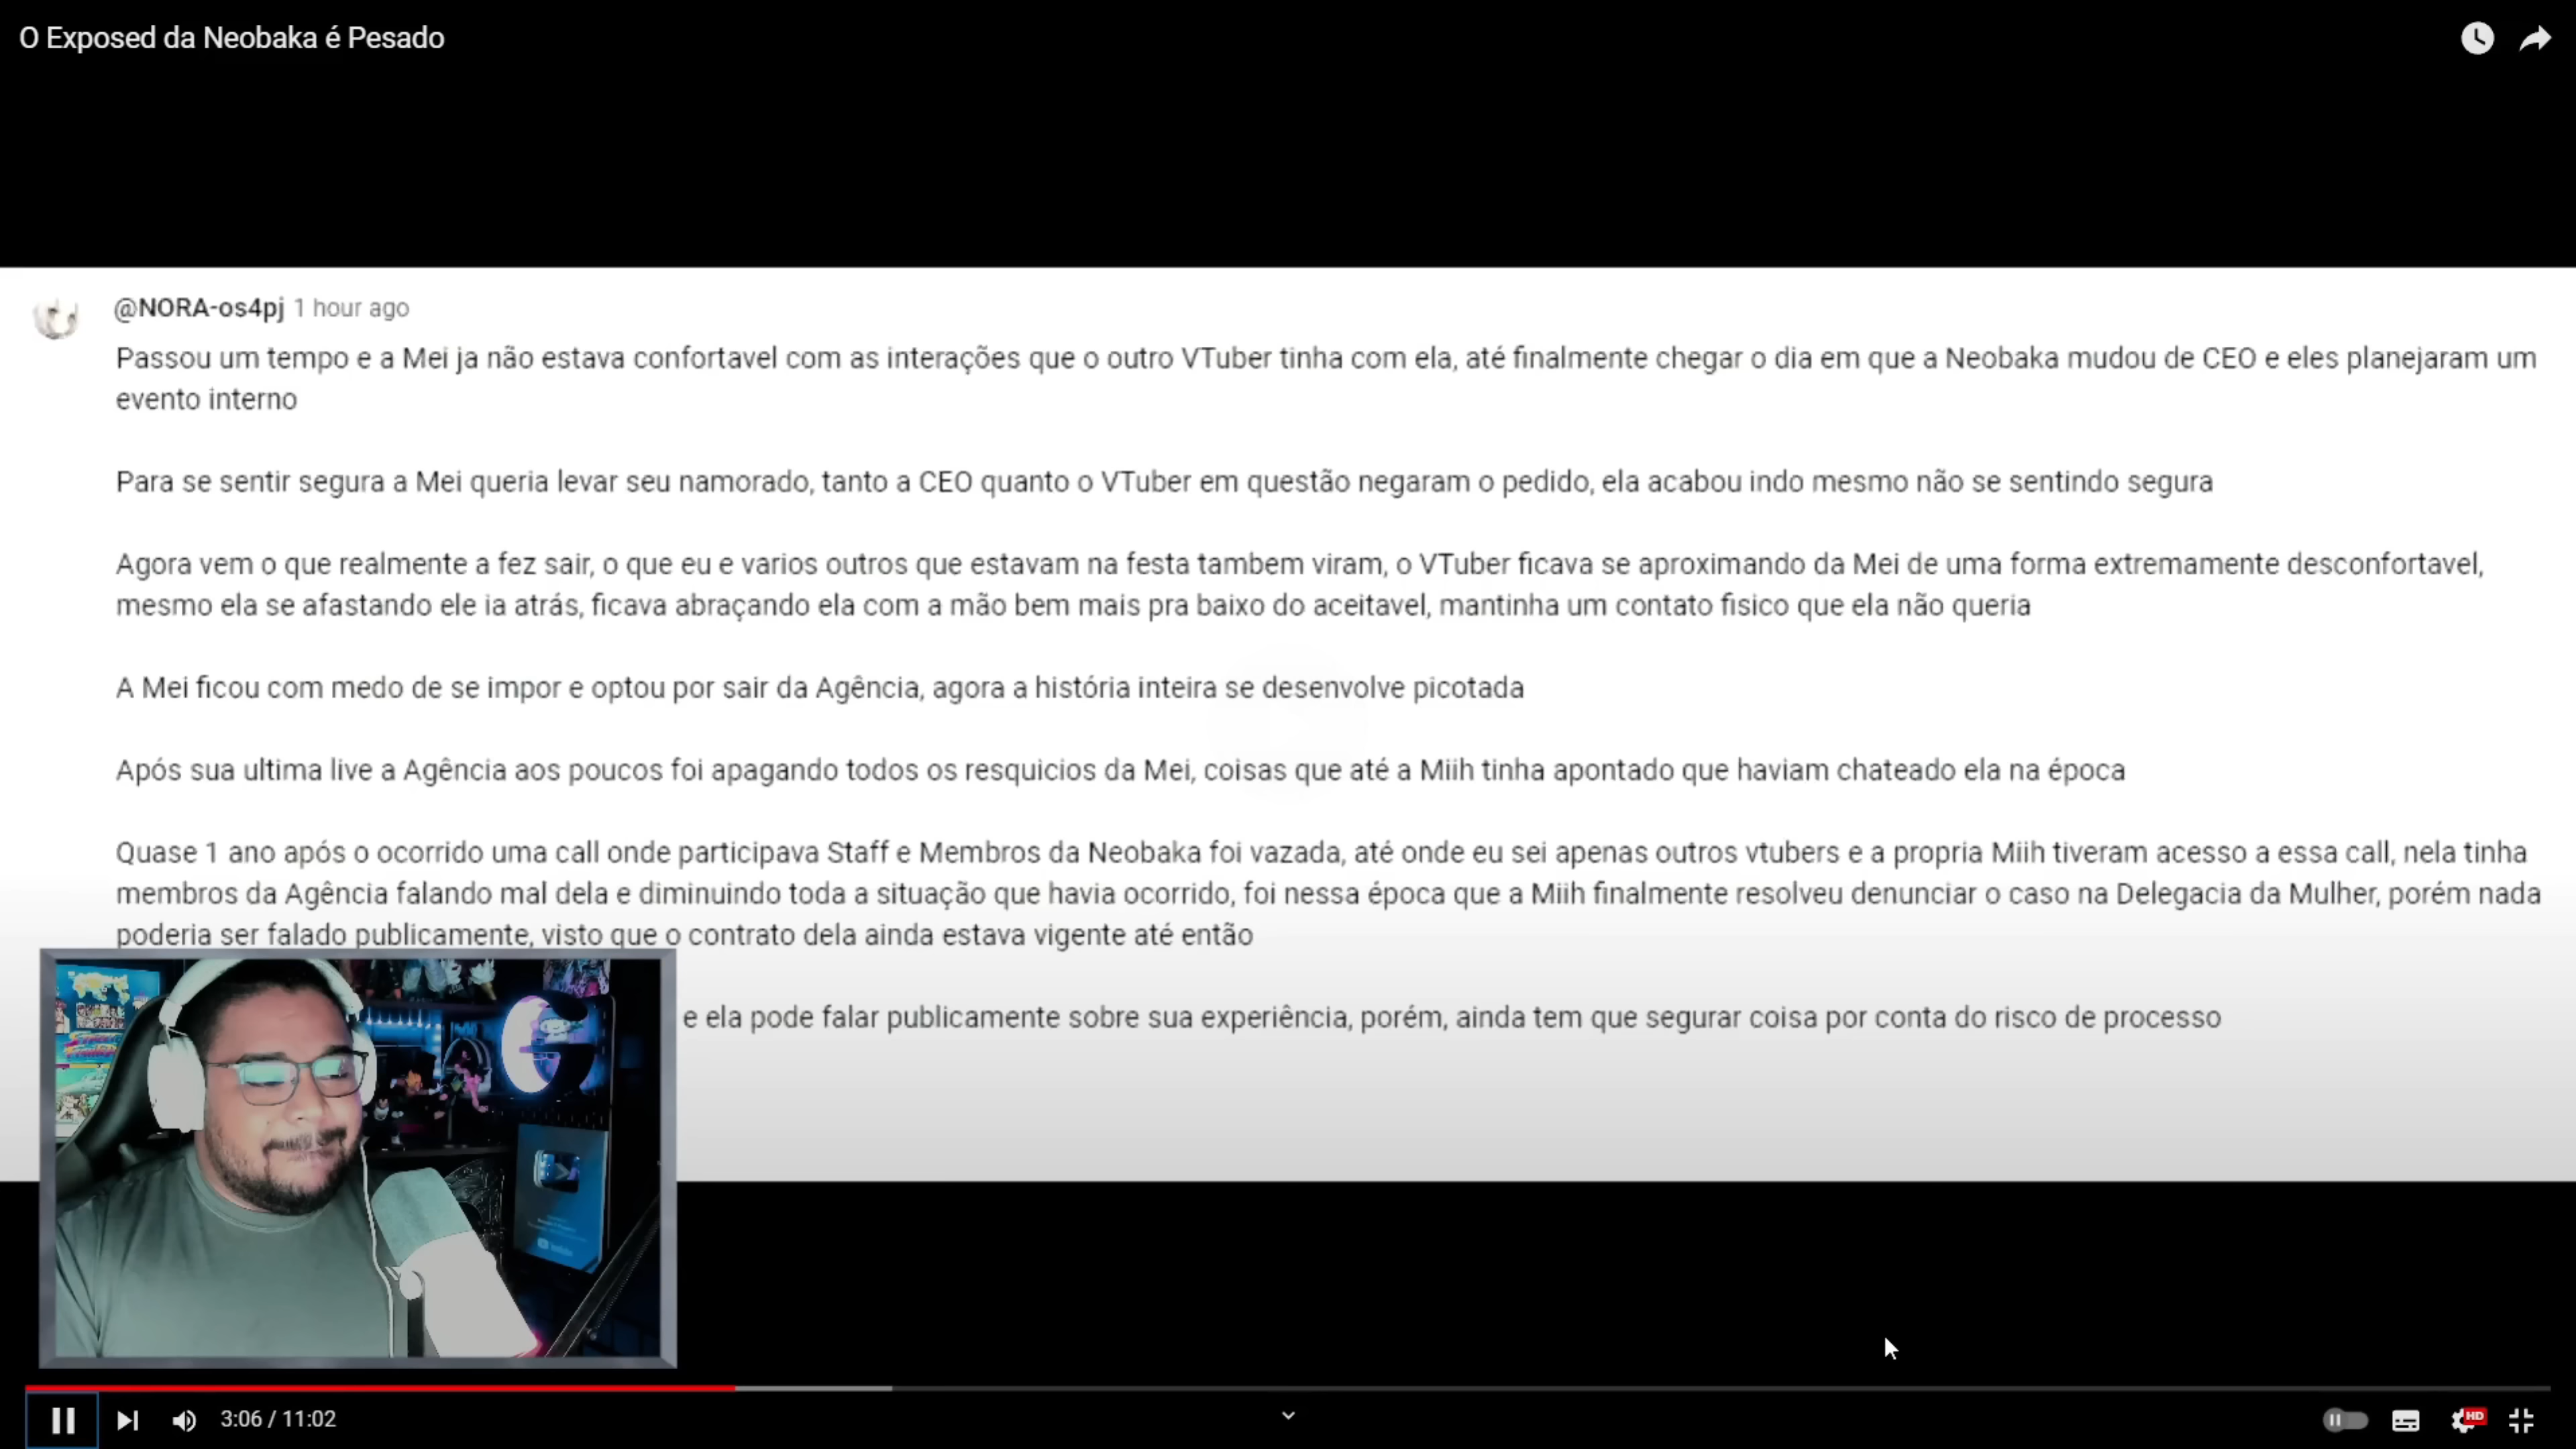 O Exposed da Neobaka é Pesado
@NORA-os4pj 1 hour ago
Passou um tempo e a Mei ja não estava confortavel com as interações que o outro VTuber tinha com ela, até finalmente chegar o dia em que a Neobaka mudou de CEO e eles planejaram um
evento interno
Para se sentir segura a Mei queria levar seu namorado, tanto a CEO quanto o VTuber em questão negaram o pedido, ela acabou indo mesmo não se sentindo segura
Agora vem o que realmente a fez sair, o que eu e varios outros que estavam na festa tambem viram, o VTuber ficava se aproximando da Mei de uma forma extremamente desconfortavel,
mesmo ela se afastando ele ia atrás, ficava abraçando ela com a mão bem mais pra baixo do aceitavel, mantinha um contato fisico que ela não queria
A Mei ficou com medo de se impor e optou por sair da Agência, agora a história inteira se desenvolve picotada
Após sua ultima live a Agência aos poucos foi apagando todos os resquicios da Mei, coisas que até a Miih tinha apontado que haviam chateado ela na época
Quase 1 ano após o ocorrido uma call onde participava Staff e Membros da Neobaka foi vazada, até onde eu sei apenas outros vtubers e a propria Miih tiveram acesso a essa call, nela tinha
membros da Agência falando mal dela e diminuindo toda a situação que havia ocorrido, foi nessa época que a Miih finalmente resolveu denunciar o caso na Delegacia da Mulher, porém nada
poderia ser falado publicamente, visto que o contrato dela ainda estava vigente até então
e ela pode falar publicamente sobre sua experiência, porém, ainda tem que segurar coisa por conta do risco de processo
3:06 / 11:02
HD